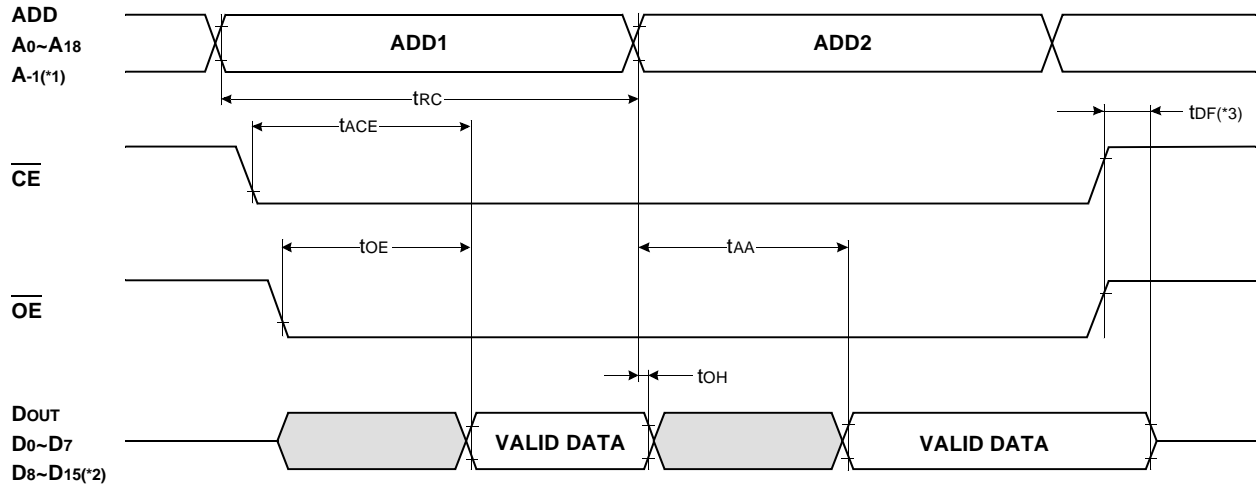 ADD
A0~A18
A-1(*1)
ADD1
ADD2
tRC
tACE
tDF(*3)
CE
tOE
tAA
OE
tOH
DOUT
D0~D7
D8~D15(*2)
VALID DATA
VALID DATA